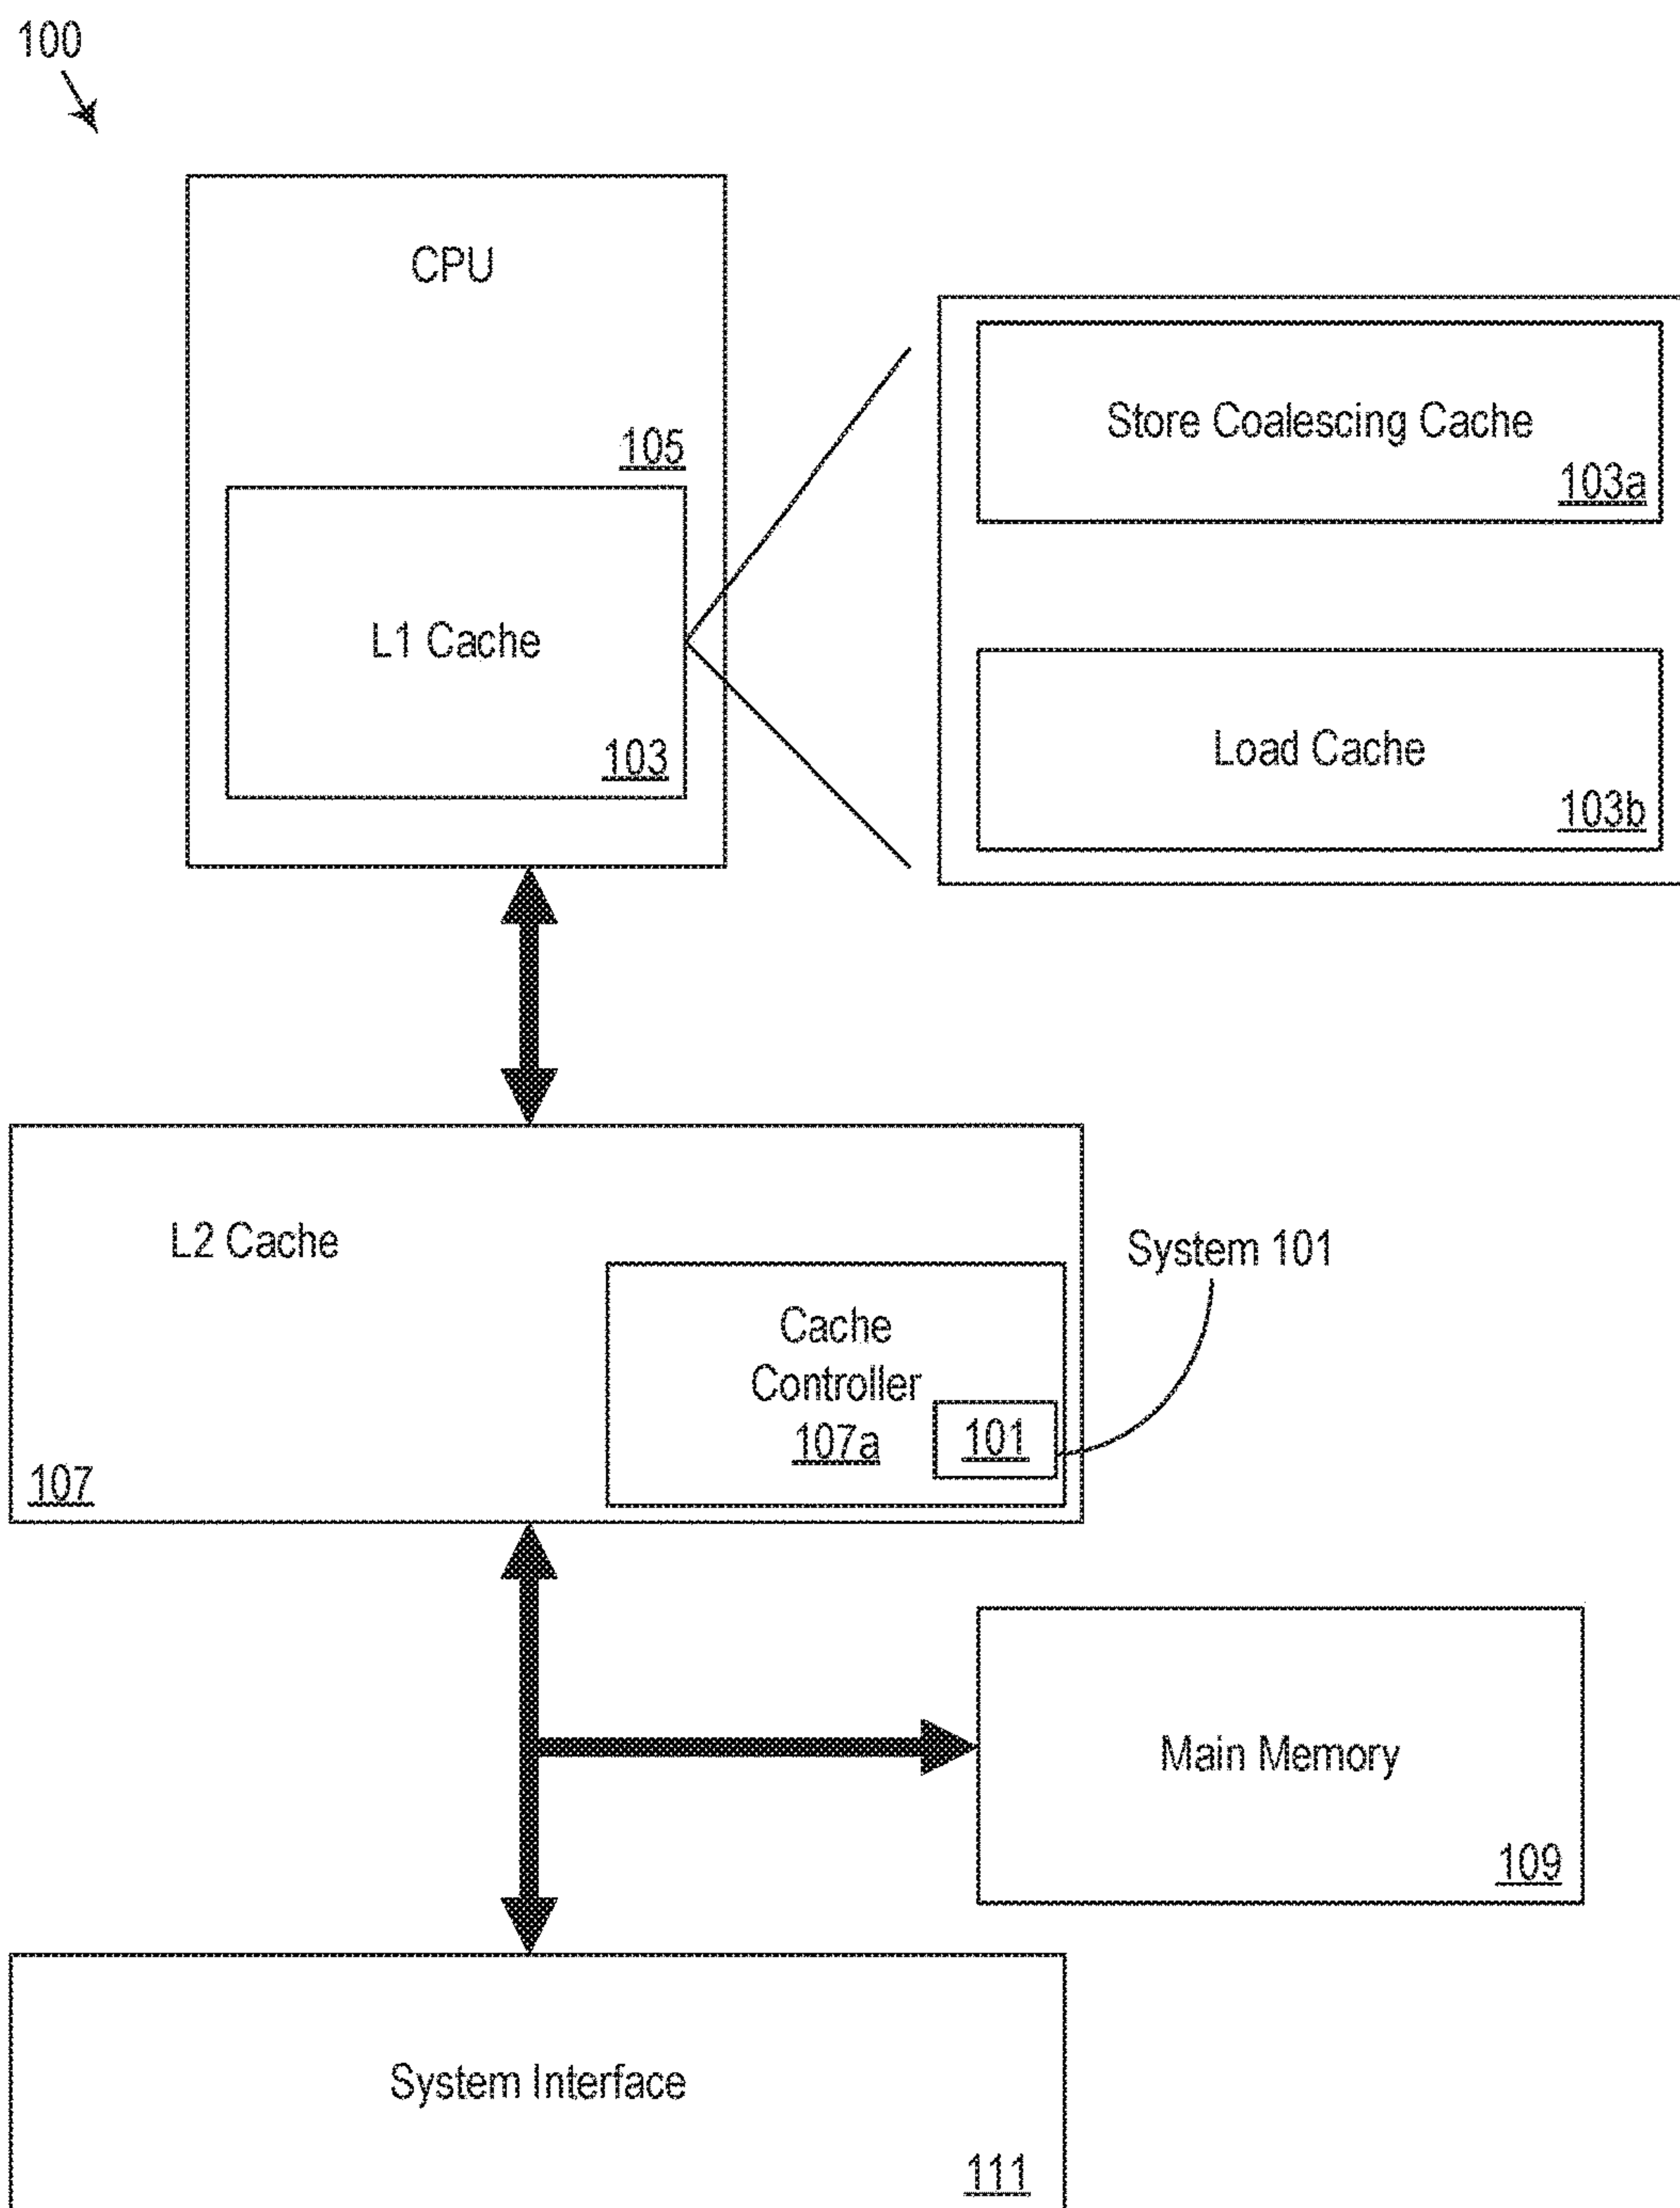 100
CPU
105
L1 Cache
103
Store Coalescing Cache
103a
Load Cache
103b
L2 Cache
107
Cache
Controller
107a
101
System 101
Main Memory
109
System Interface
111